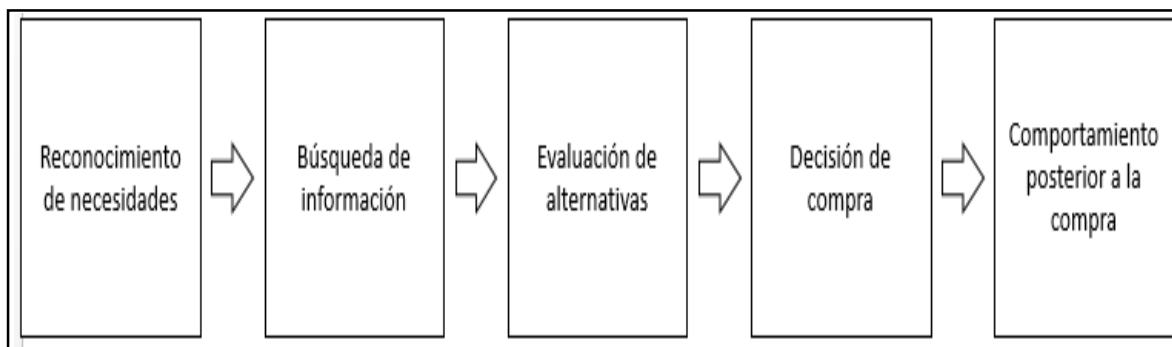 Reconocimiento
de necesidades
Búsqueda de
información
Evaluación de
alternativas
Decisión de
compra
Comportamiento
posterior a la
compra